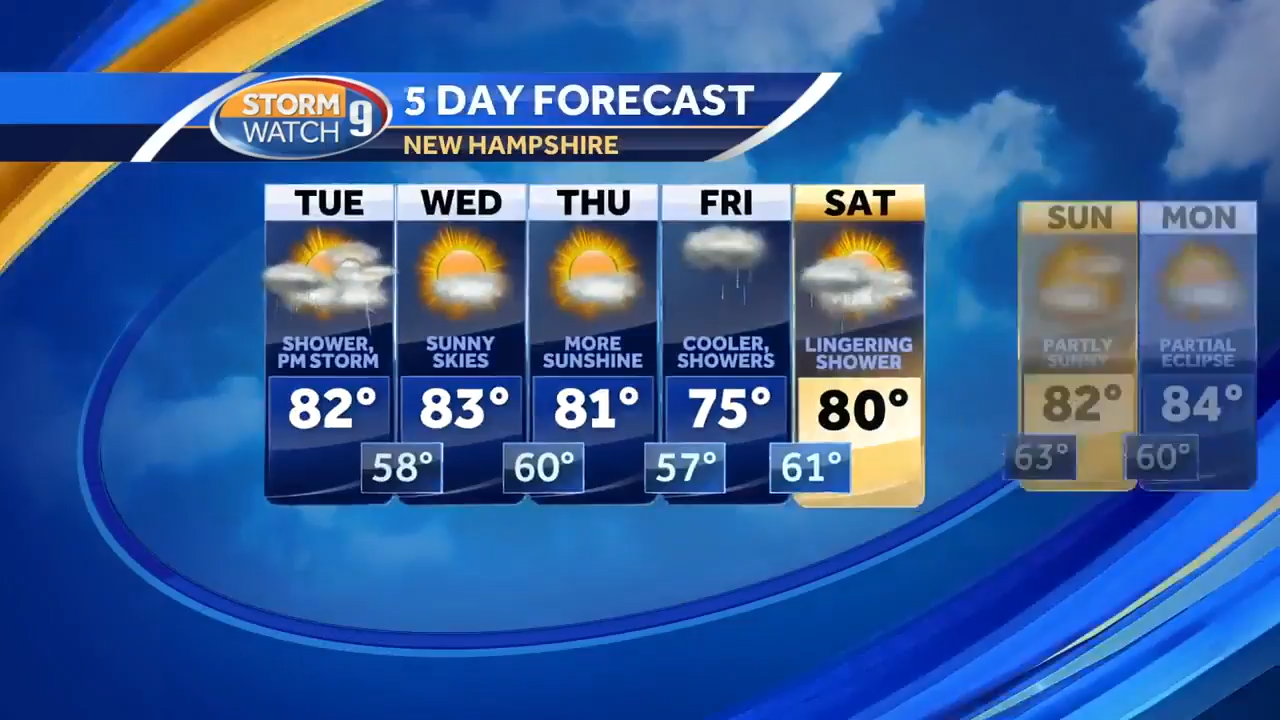 STORM
WATCH 9
5 DAY FORECAST
NEW HAMPSHIRE
TUE
SHOWER,
PM STORM
82°
58°
WED
SUNNY
SKIES
83°
60°
THU
MORE
SUNSHINE
81°
57°
FRI
COOLER,
SHOWERS
75°
61°
SAT
LINGERING
SHOWER
80°
63°
SUN
PARTLY
SUNNY
82°
60°
MON
PARTIAL
ECLIPSE
84°